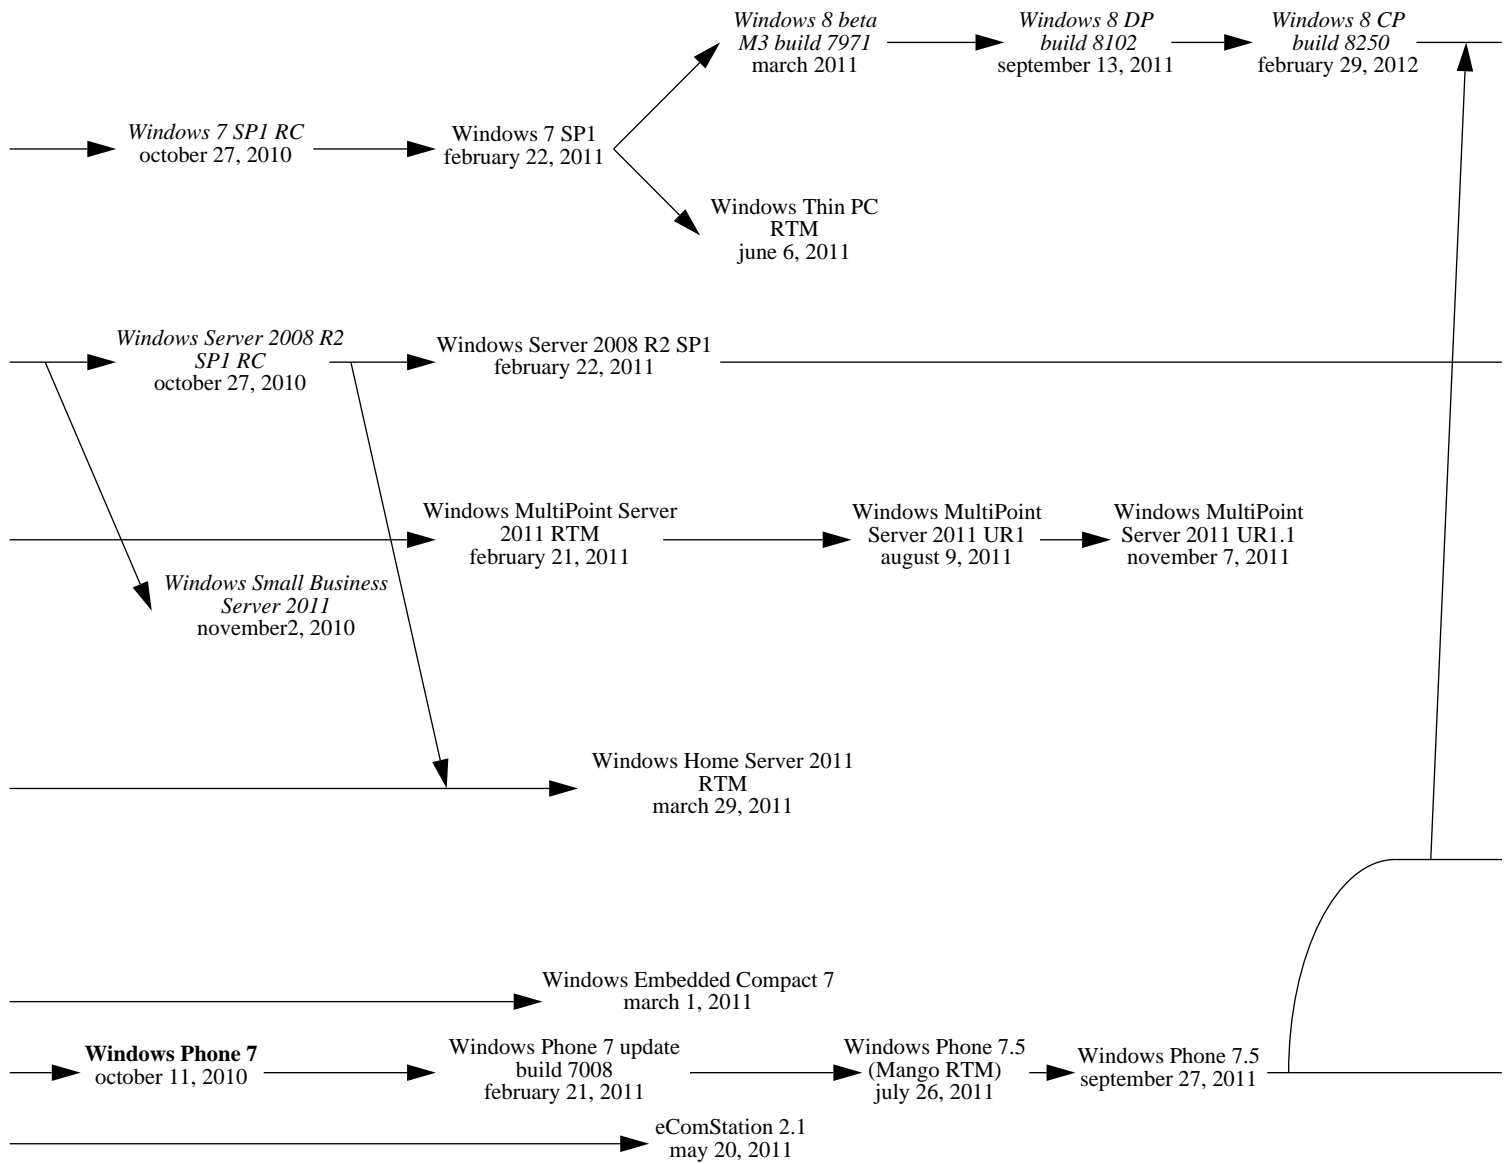 Windows 8 beta
M3 build 7971
march 2011
Windows 8 DP
build 8102
september 13, 2011
Windows 8 CP
build 8250
february 29, 2012
Windows 7 SP1 RC
october 27, 2010
Windows 7 SP1
february 22, 2011
Windows Thin PC
RTM
june 6, 2011
Windows Server 2008 R2
SP1 RC
october 27, 2010
Windows Server 2008 R2 SP1
february 22, 2011
Windows MultiPoint Server
2011 RTM
february 21, 2011
Windows MultiPoint
Server 2011 UR1
august 9, 2011
Windows MultiPoint
Server 2011 UR1.1
november 7, 2011
Windows Small Business
Server 2011
november2, 2010
Windows Home Server 2011
RTM
march 29, 2011
Windows Embedded Compact 7
march 1, 2011
Windows Phone 7
october 11, 2010
Windows Phone 7 update
build 7008
february 21, 2011
Windows Phone 7.5
(Mango RTM)
july 26, 2011
Windows Phone 7.5
september 27, 2011
eComStation 2.1
may 20, 2011